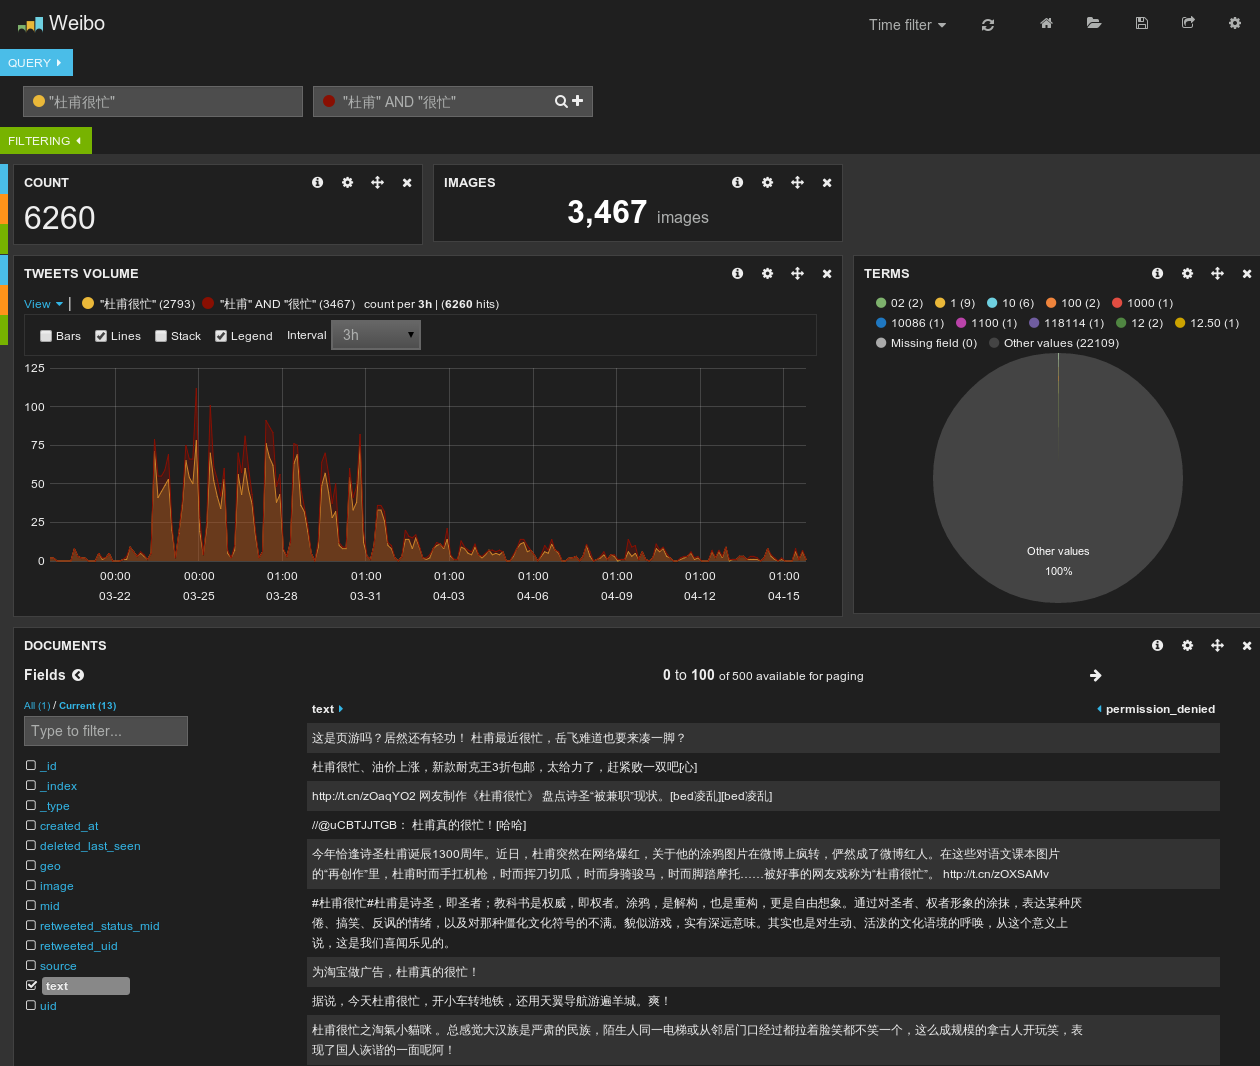 Weibo
Time filter
QUERY
"杜甫很忙"
"杜甫" AND "很忙"
FILTERING
COUNT
6260
IMAGES
3,467 images
TWEETS VOLUME
View | "杜甫很忙" (2793) "杜甫" AND "很忙" (3467) count per 3h | (6260 hits)
Bars Lines Stack Legend Interval 3h
125
100
75
50
25
0
00:00 00:00 01:00 01:00 01:00 01:00 01:00 01:00 01:00
03-22 03-25 03-28 03-31 04-03 04-06 04-09 04-12 04-15
TERMS
02 (2) 1 (9) 10 (6) 100 (2) 1000 (1)
10086 (1) 1100 (1) 118114 (1) 12 (2) 12.50 (1)
Missing field (0) Other values (22109)
Other values
100%
DOCUMENTS
Fields
0 to 100 of 500 available for paging
All (1) / Current (13)
Type to filter...
_id
_index
_type
created_at
deleted_last_seen
geo
image
mid
retweeted_status_mid
retweeted_uid
source
text
uid
text permission_denied
这是页游吗？居然还有轻功！ 杜甫最近很忙，岳飞难道也要来凑一脚？
杜甫很忙、油价上涨，新款耐克王3折包邮，太给力了，赶紧败一双吧[心]
http://t.cn/zOaqYO2 网友制作《杜甫很忙》 盘点诗圣“被兼职”现状。[bed凌乱][bed凌乱]
//@uCBTJJTGB： 杜甫真的很忙！[哈哈]
今年恰逢诗圣杜甫诞辰1300周年。近日，杜甫突然在网络爆红，关于他的涂鸦图片在微博上疯转，俨然成了微博红人。在这些对语文课本图片
的“再创作”里，杜甫时而手扛机枪，时而挥刀切瓜，时而身骑骏马，时而脚踏摩托……被好事的网友戏称为“杜甫很忙”。 http://t.cn/zOXSAMv
#杜甫很忙#杜甫是诗圣，即圣者；教科书是权威，即权者。涂鸦，是解构，也是重构，更是自由想象。通过对圣者、权者形象的涂抹，表达某种厌
倦、搞笑、反讽的情绪，以及对那种僵化文化符号的不满。貌似游戏，实有深远意味。其实也是对生动、活泼的文化语境的呼唤，从这个意义上
说，这是我们喜闻乐见的。
为淘宝做广告，杜甫真的很忙！
据说，今天杜甫很忙，开小车转地铁，还用天翼导航游遍羊城。爽！
杜甫很忙之淘氣小貓咪 。总感觉大汉族是严肃的民族，陌生人同一电梯或从邻居门口经过都拉着脸笑都不笑一个，这么成规模的拿古人开玩笑，表
现了国人诙谐的一面呢阿！